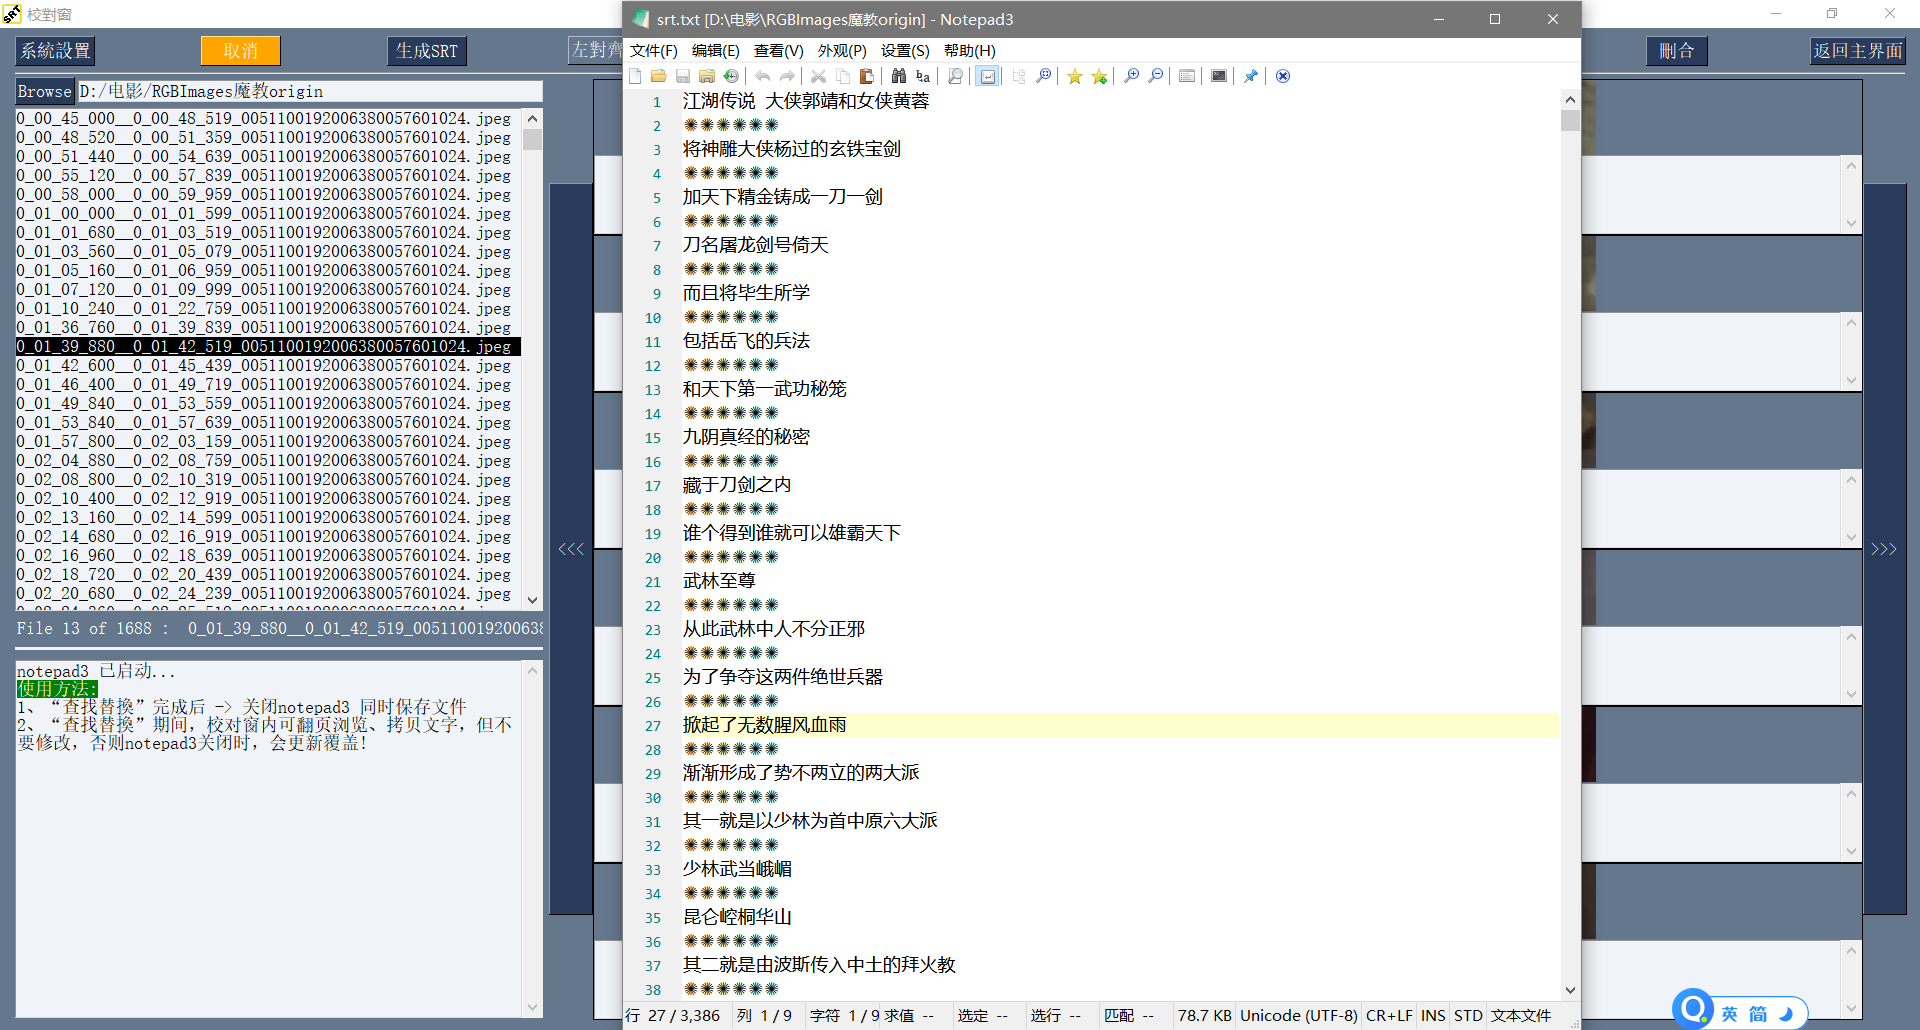 校對窗
系統設置
取消
生成SRT
左對齊
刪合
返回主界面
Browse
D:/电影/RGBImages魔教origin
0_00_45_000__0_00_48_519_0051100192006380057601024.jpeg
0_00_48_520__0_00_51_359_0051100192006380057601024.jpeg
0_00_51_440__0_00_54_639_0051100192006380057601024.jpeg
0_00_55_120__0_00_57_839_0051100192006380057601024.jpeg
0_00_58_000__0_00_59_959_0051100192006380057601024.jpeg
0_01_00_000__0_01_01_599_0051100192006380057601024.jpeg
0_01_01_680__0_01_03_519_0051100192006380057601024.jpeg
0_01_03_560__0_01_05_079_0051100192006380057601024.jpeg
0_01_05_160__0_01_06_959_0051100192006380057601024.jpeg
0_01_07_120__0_01_09_999_0051100192006380057601024.jpeg
0_01_10_240__0_01_22_759_0051100192006380057601024.jpeg
0_01_36_760__0_01_39_839_0051100192006380057601024.jpeg
0_01_39_880__0_01_42_519_0051100192006380057601024.jpeg
0_01_42_600__0_01_45_439_0051100192006380057601024.jpeg
0_01_46_400__0_01_49_719_0051100192006380057601024.jpeg
0_01_49_840__0_01_53_559_0051100192006380057601024.jpeg
0_01_53_840__0_01_57_639_0051100192006380057601024.jpeg
0_01_57_800__0_02_03_159_0051100192006380057601024.jpeg
0_02_04_880__0_02_08_759_0051100192006380057601024.jpeg
0_02_08_800__0_02_10_319_0051100192006380057601024.jpeg
0_02_10_400__0_02_12_919_0051100192006380057601024.jpeg
0_02_13_160__0_02_14_599_0051100192006380057601024.jpeg
0_02_14_680__0_02_16_919_0051100192006380057601024.jpeg
0_02_16_960__0_02_18_639_0051100192006380057601024.jpeg
0_02_18_720__0_02_20_439_0051100192006380057601024.jpeg
0_02_20_680__0_02_24_239_0051100192006380057601024.jpeg
File 13 of 1688 : 0_01_39_880__0_01_42_519_005110019200638
notepad3 已启动...
使用方法:
1、“查找替换”完成后 -> 关闭notepad3 同时保存文件
2、“查找替换”期间，校对窗内可翻页浏览、拷贝文字，但不
要修改，否则notepad3关闭时，会更新覆盖!
<<<
srt.txt [D:\电影\RGBImages魔教origin] - Notepad3
文件(F) 编辑(E) 查看(V) 外观(P) 设置(S) 帮助(H)
1 江湖传说 大侠郭靖和女侠黄蓉
2 ✺✺✺✺✺✺
3 将神雕大侠杨过的玄铁宝剑
4 ✺✺✺✺✺✺
5 加天下精金铸成一刀一剑
6 ✺✺✺✺✺✺
7 刀名屠龙剑号倚天
8 ✺✺✺✺✺✺
9 而且将毕生所学
10 ✺✺✺✺✺✺
11 包括岳飞的兵法
12 ✺✺✺✺✺✺
13 和天下第一武功秘笼
14 ✺✺✺✺✺✺
15 九阴真经的秘密
16 ✺✺✺✺✺✺
17 藏于刀剑之内
18 ✺✺✺✺✺✺
19 谁个得到谁就可以雄霸天下
20 ✺✺✺✺✺✺
21 武林至尊
22 ✺✺✺✺✺✺
23 从此武林中人不分正邪
24 ✺✺✺✺✺✺
25 为了争夺这两件绝世兵器
26 ✺✺✺✺✺✺
27 掀起了无数腥风血雨
28 ✺✺✺✺✺✺
29 渐渐形成了势不两立的两大派
30 ✺✺✺✺✺✺
31 其一就是以少林为首中原六大派
32 ✺✺✺✺✺✺
33 少林武当峨嵋
34 ✺✺✺✺✺✺
35 昆仑崆桐华山
36 ✺✺✺✺✺✺
37 其二就是由波斯传入中土的拜火教
38 ✺✺✺✺✺✺
行 27 / 3,386 列 1 / 9 字符 1 / 9 求值 -- 选定 -- 选行 -- 匹配 -- 78.7 KB Unicode (UTF-8) CR+LF INS STD 文本文件
>>>
英 简